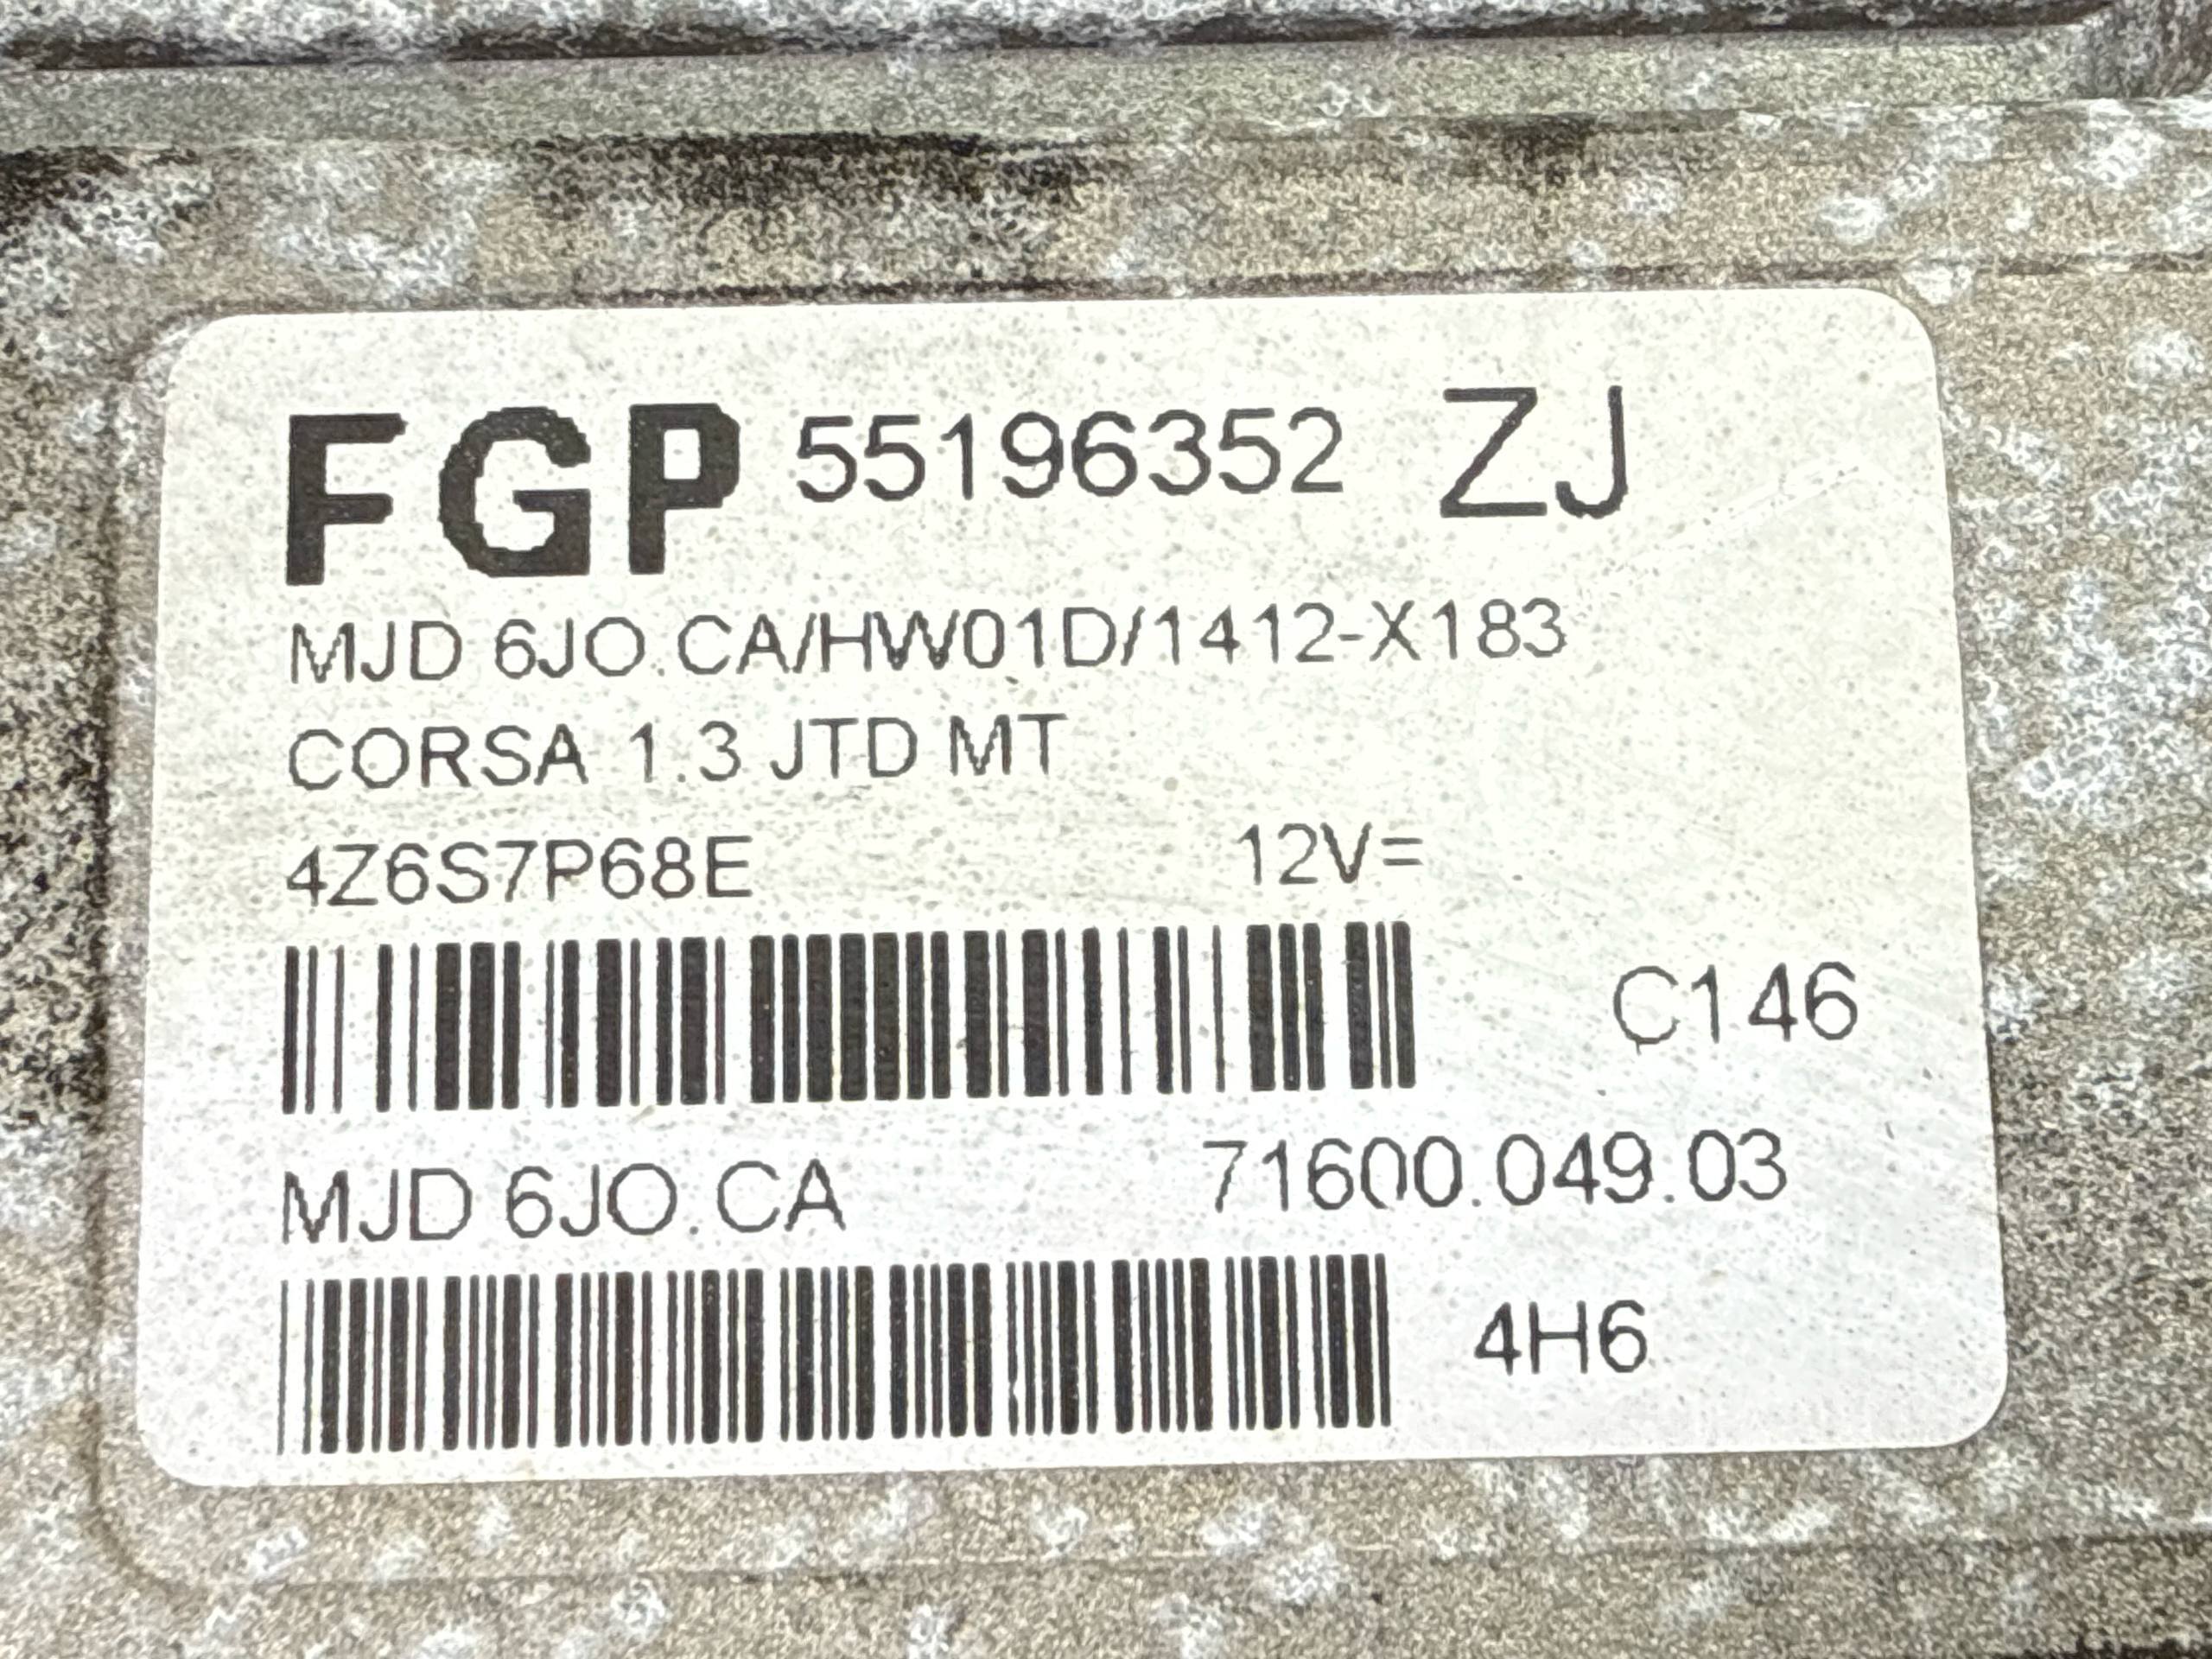 FGP 55196352 ZJ
MJD 6JO.CA/HW01D/1412-X183
CORSA 1.3 JTD MT
4Z6S7P68E 12V=
C146
MJD 6JO.CA 71600.049.03
4H6